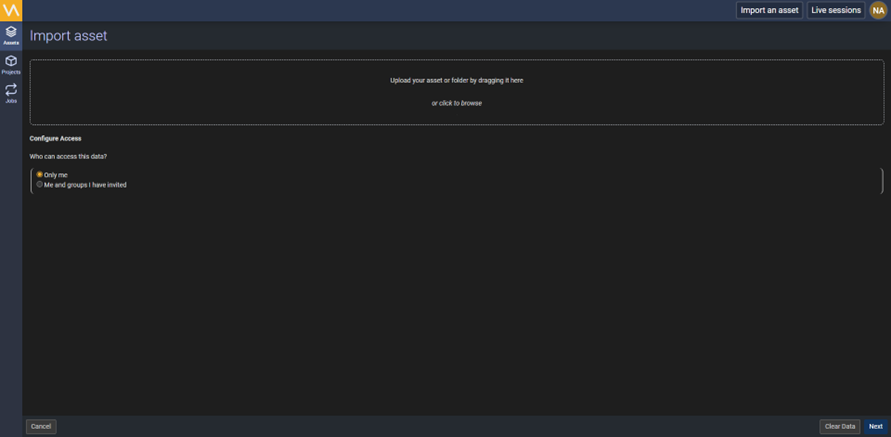 Import an asset
Live sessions
NA
Assets
Projects
Jobs
Import asset
Upload your asset or folder by dragging it here
or click to browse
Configure Access
Who can access this data?
Only me
Me and groups I have invited
Cancel
Clear Data
Next